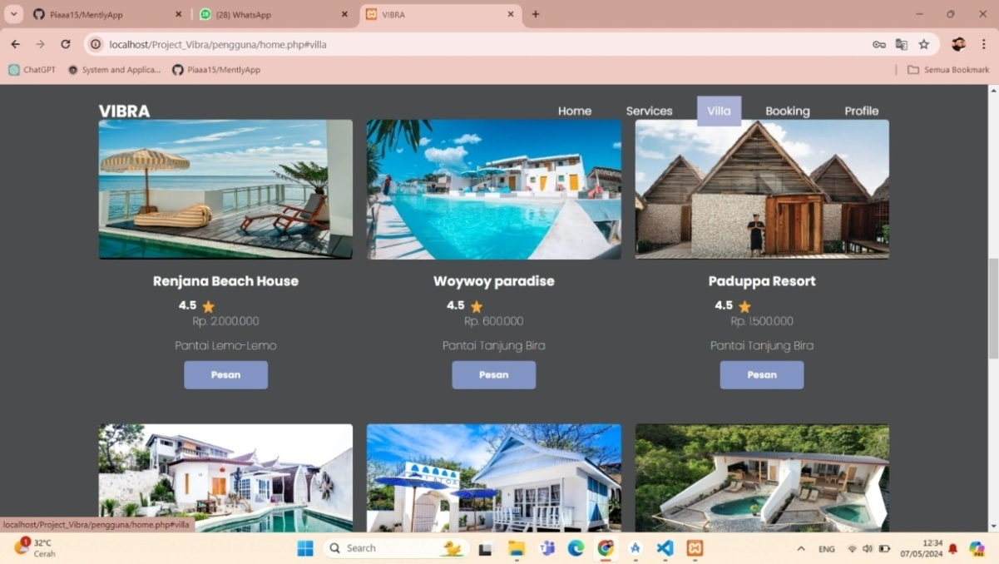 Piaaa15/MentlyApp
(28) WhatsApp
VIBRA
localhost/Project_Vibra/pengguna/home.php#villa
ChatGPT
System and Applica...
Piaaa15/MentlyApp
Semua Bookmark
VIBRA
Home
Services
Villa
Booking
Profile
Renjana Beach House
Woywoy paradise
Paduppa Resort
4.5
4.5
4.5
Rp. 2.000.000
Rp. 600.000
Rp. 1.500.000
Pantai Lemo-Lemo
Pantai Tanjung Bira
Pantai Tanjung Bira
Pesan
Pesan
Pesan
localhost/Project_Vibra/pengguna/home.php#villa
1
32°C
Cerah
Search
ENG
12:34
07/05/2024